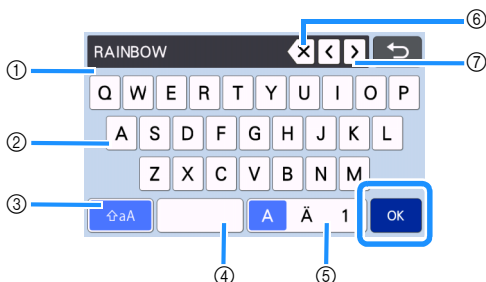 ⑥
RAINBOW
①
⑦
Q W E R T Y U I O P
② A S D F G H J K L
Z X C V B N M
③
⇧aA A Ä 1 OK
④ ⑤